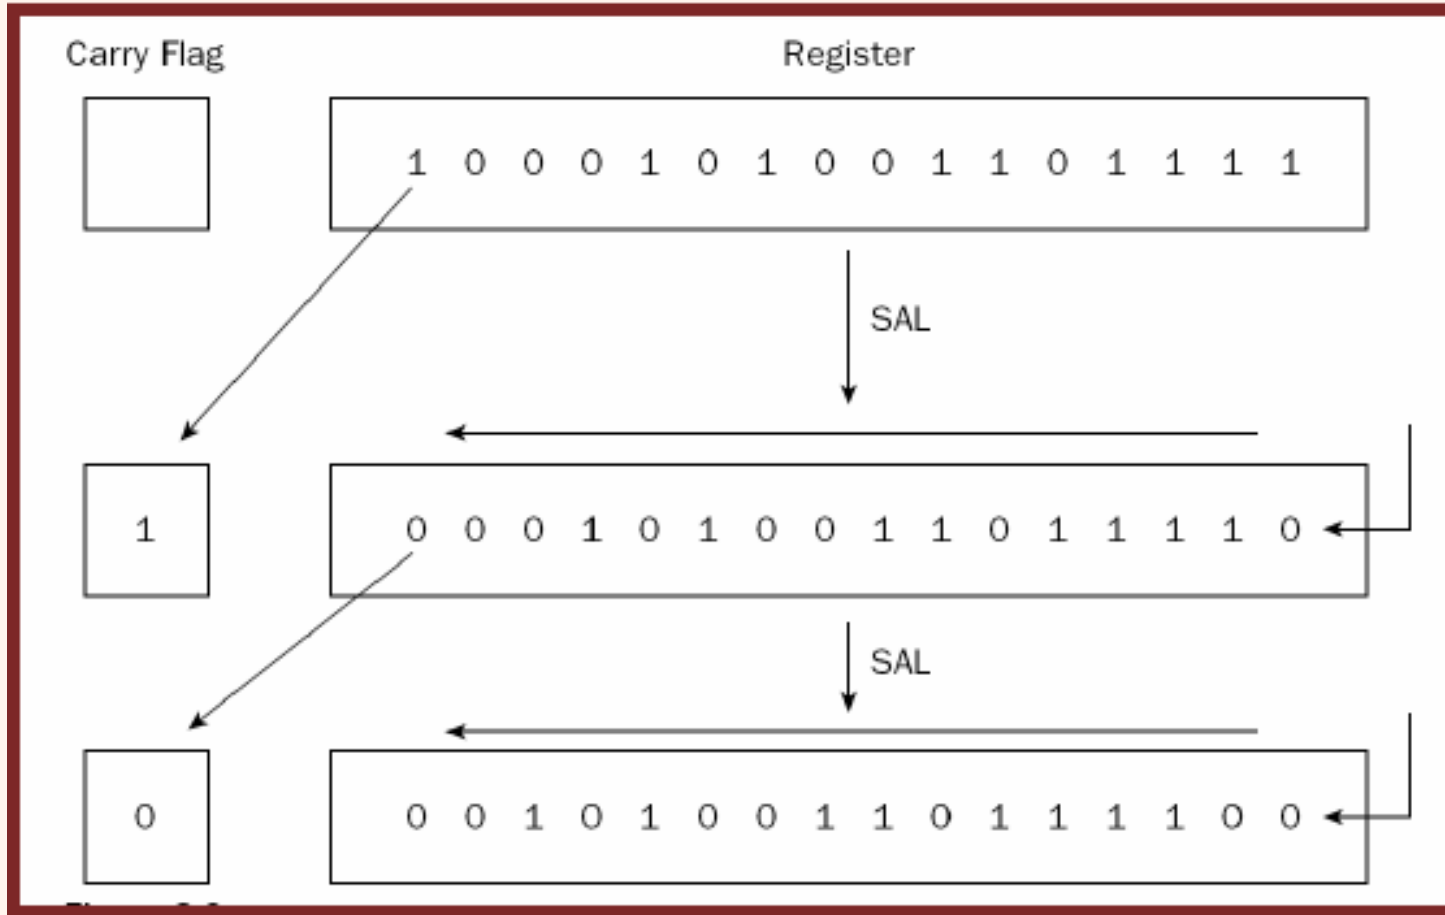 Carry Flag Register
1 0 0 0 1 0 1 0 0 1 1 0 1 1 1 1
SAL
1 0 0 0 1 0 1 0 0 1 1 0 1 1 1 1 0
SAL
0 0 0 1 0 1 0 0 1 1 0 1 1 1 1 0 0